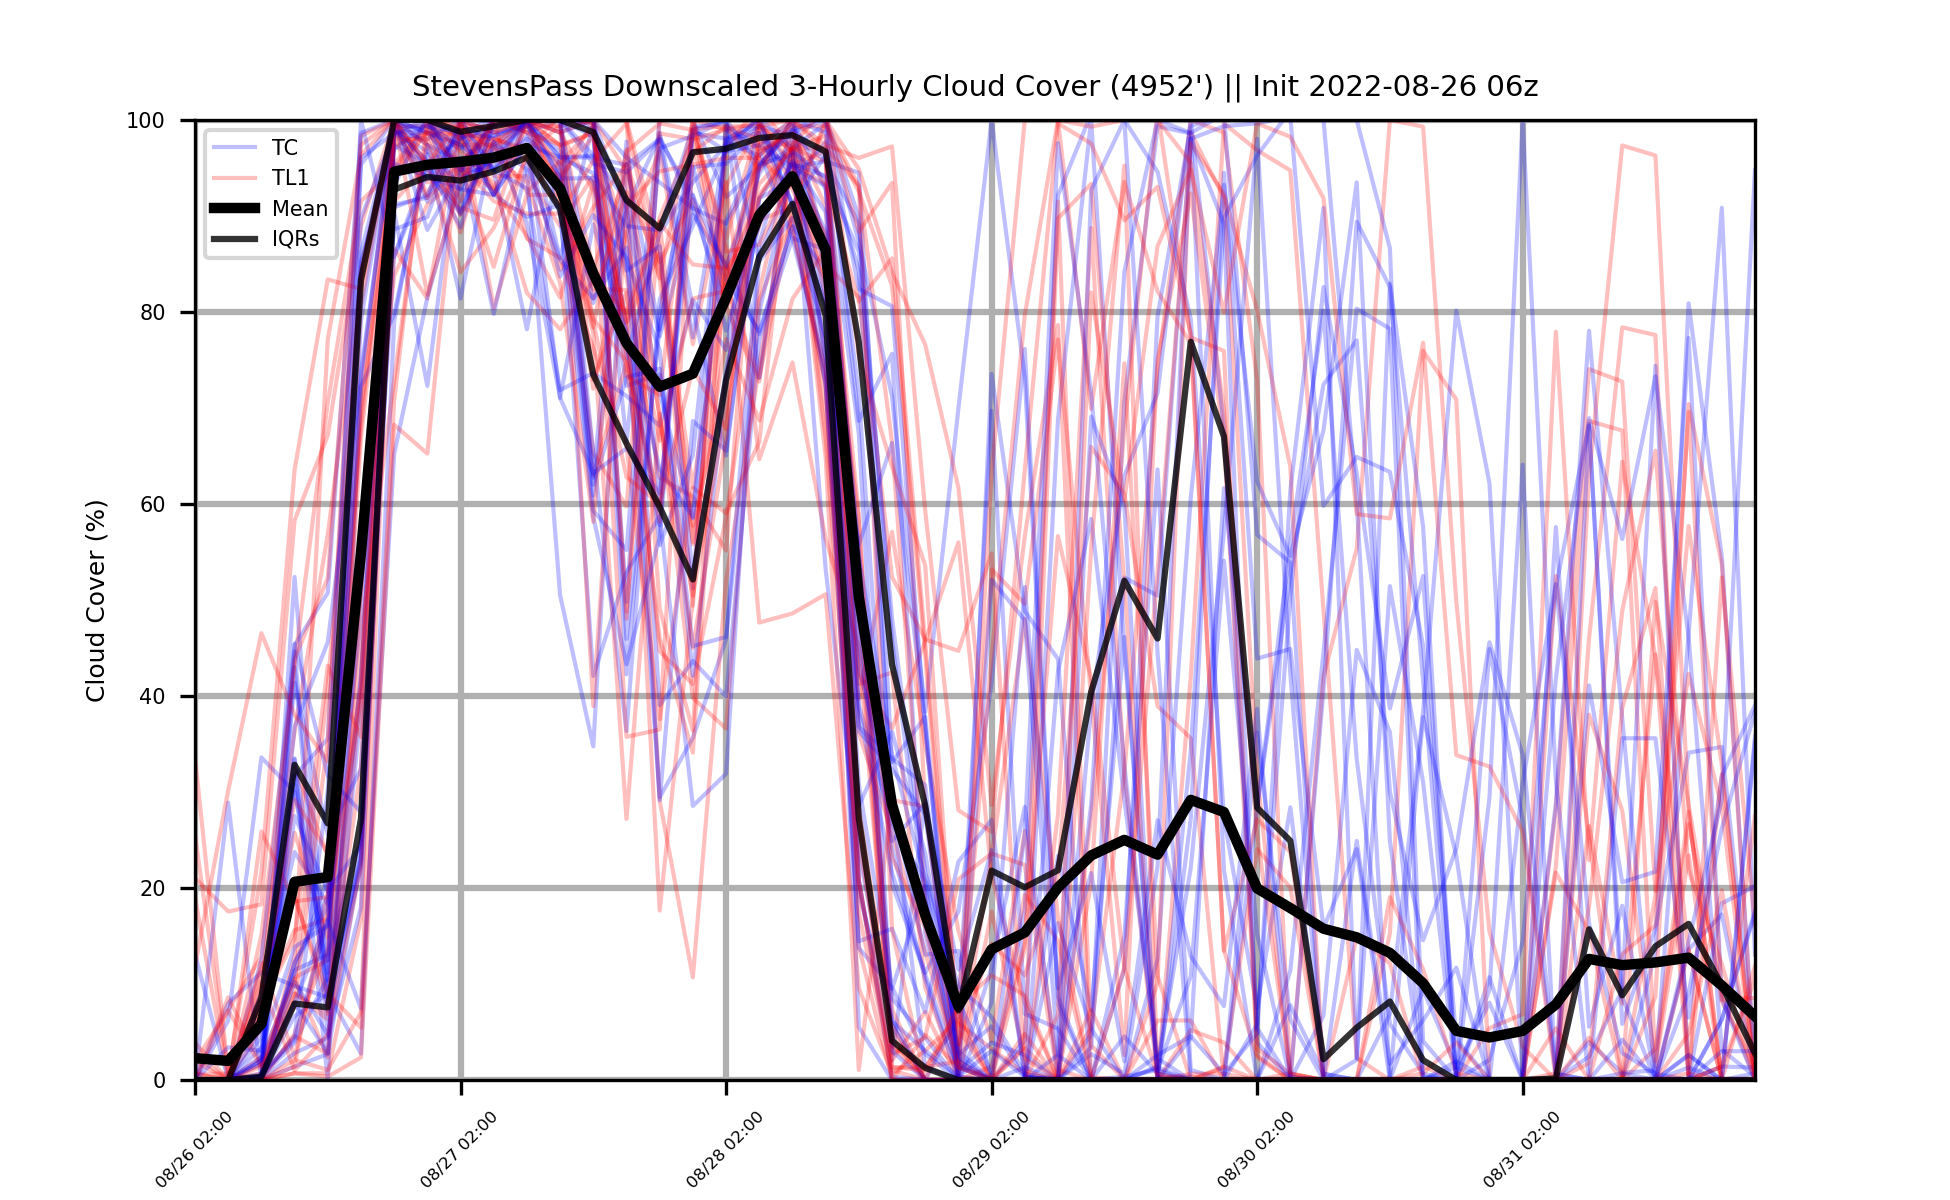 StevensPass Downscaled 3-Hourly Cloud Cover (4952') || Init 2022-08-26 06z
TC
TL1
Mean
IQRs
Cloud Cover (%)
100
80
60
40
20
0
08/26 02:00
08/27 02:00
08/28 02:00
08/29 02:00
08/30 02:00
08/31 02:00